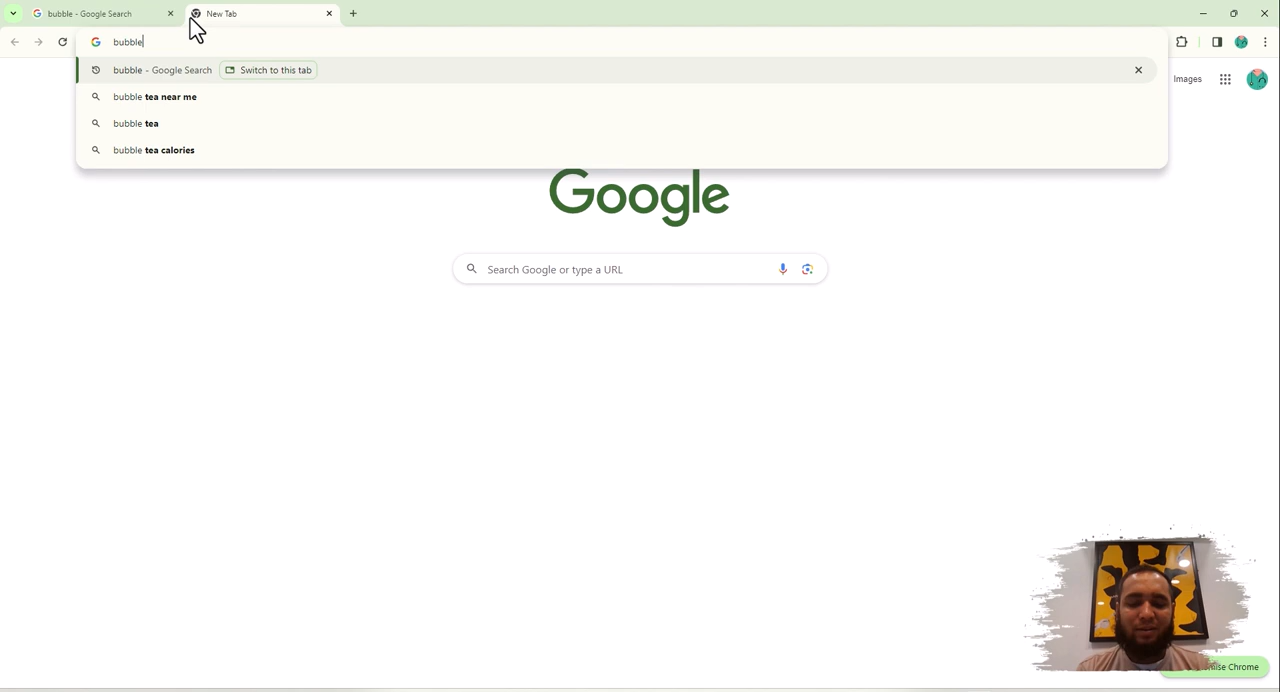 bubble - Google Search
New Tab
bubble
bubble - Google Search Switch to this tab
bubble tea near me
bubble tea
bubble tea calories
Images
Google
Search Google or type a URL
Chrome